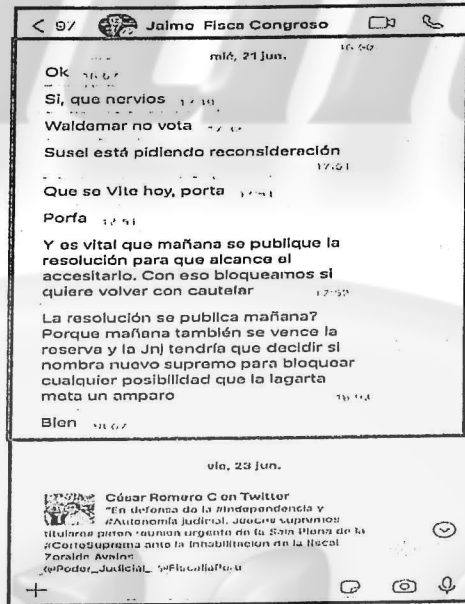 < 97 Jaime Fisca Congreso
mié, 21 jun.
Ok
Si, que nervios
Waldemar no vota
Susel está pidiendo reconsideración
17:51
Que se Vite hoy, porfa
Porfa
Y es vital que mañana se publique la
resolución para que alcance el
accesitario. Con eso bloqueamos si
quiere volver con cautelar
La resolución se publica mañana?
Porque mañana también se vence la
reserva y la Jnj tendría que decidir si
nombra nuevo supremo para bloquear
cualquier posibilidad que la lagarta
meta un amparo
Bien
vie, 23 jun.
César Romero C on Twitter
"En defensa de la #Independencia y
#Autonomía judicial. Jueces supremos
titulares piden reunión urgente de la Sala Plena de la
#CorteSuprema ante la inhabilitación de la fiscal
Zoraida Avalos
@Poder_Judicial_ @FiscaliaPeru